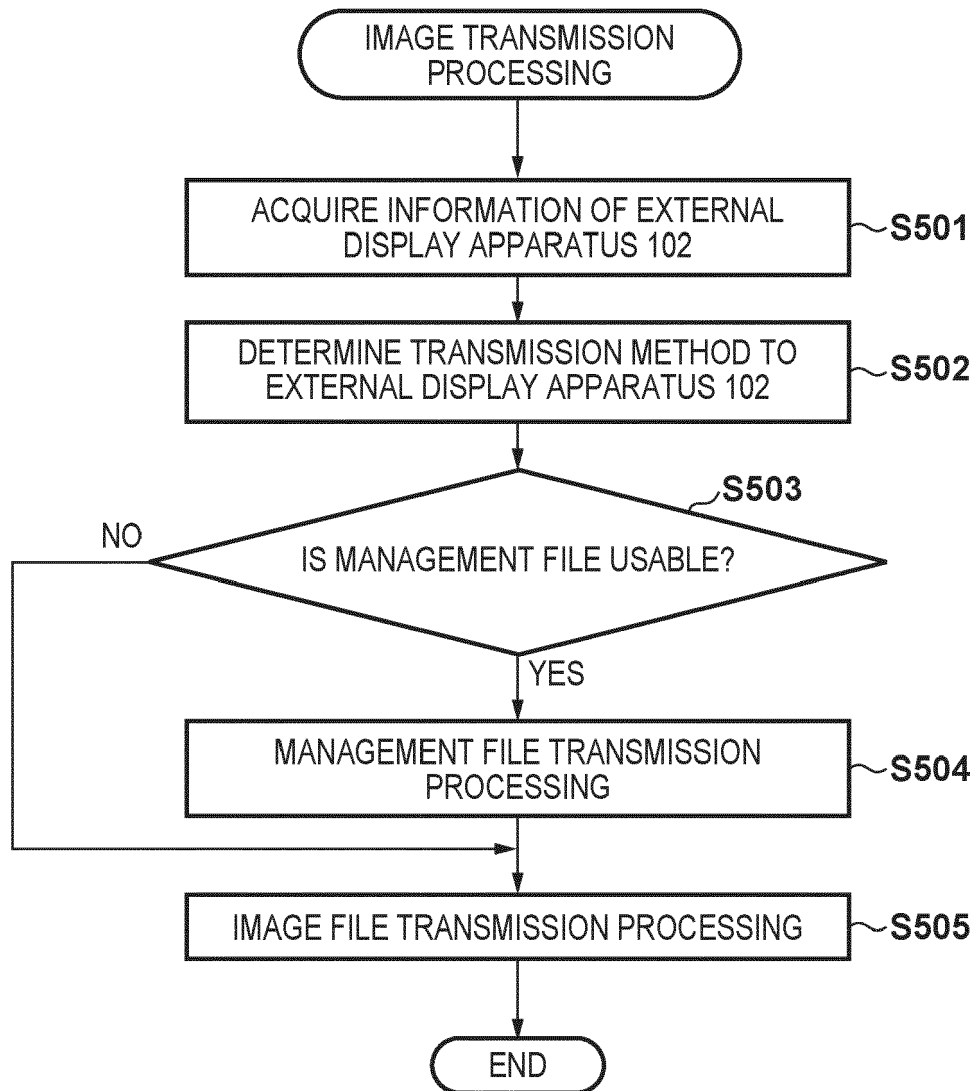 IMAGE TRANSMISSION
PROCESSING
ACQUIRE INFORMATION OF EXTERNAL
DISPLAY APPARATUS 102
S501
DETERMINE TRANSMISSION METHOD TO
EXTERNAL DISPLAY APPARATUS 102
S502
S503
NO
IS MANAGEMENT FILE USABLE?
YES
MANAGEMENT FILE TRANSMISSION
PROCESSING
S504
IMAGE FILE TRANSMISSION PROCESSING
S505
END